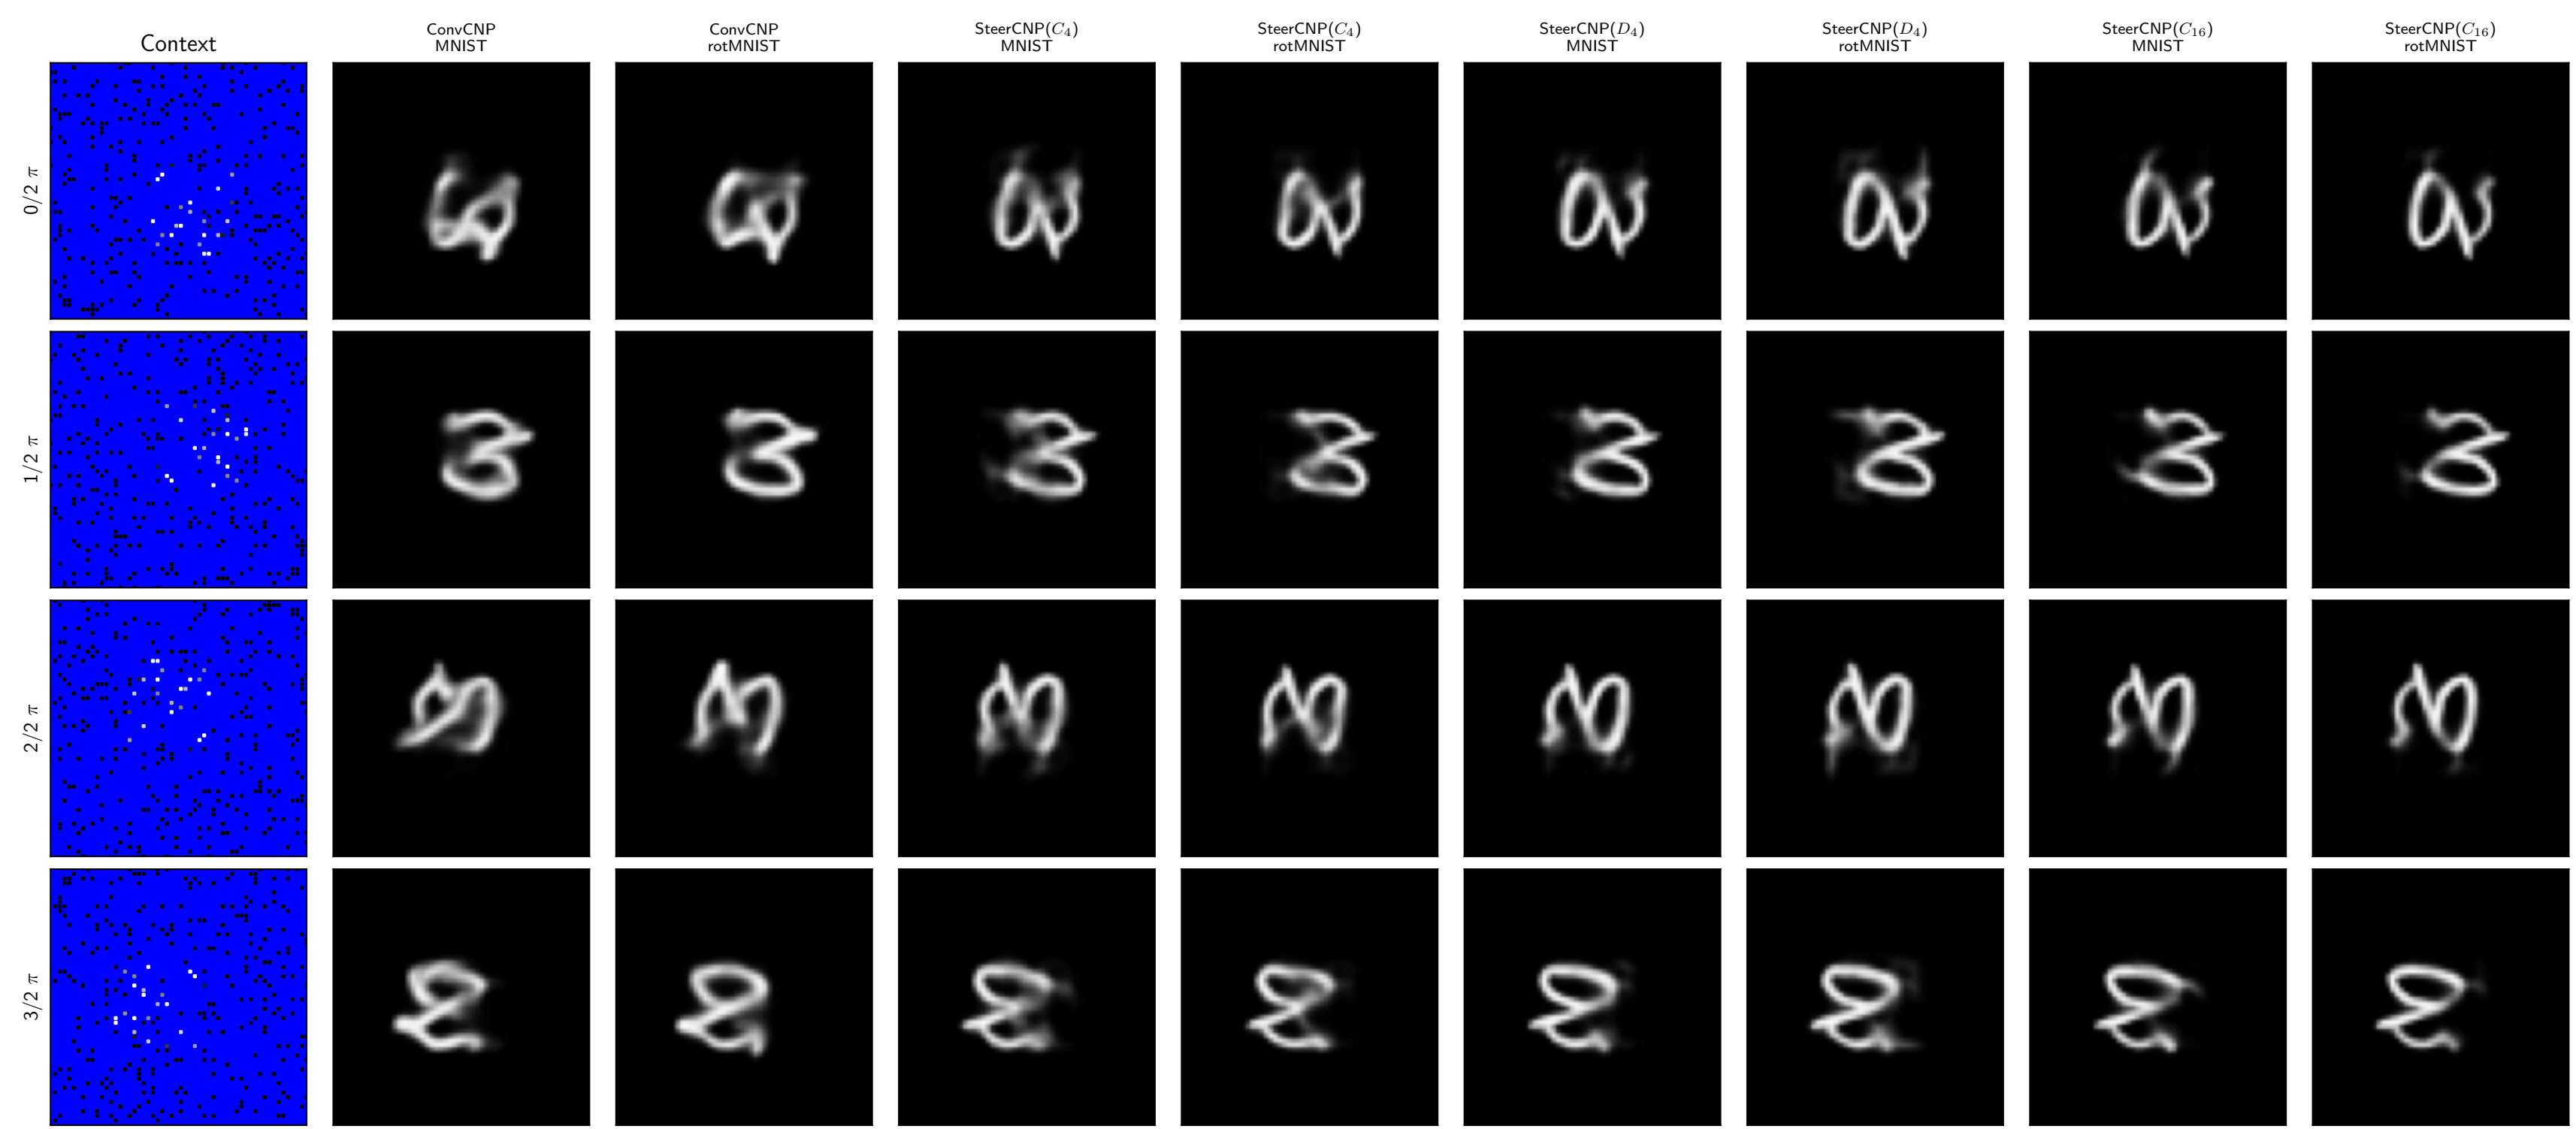 Context
ConvCNP
MNIST
ConvCNP
rotMNIST
SteerCNP(C₄)
MNIST
SteerCNP(C₄)
rotMNIST
SteerCNP(D₄)
MNIST
SteerCNP(D₄)
rotMNIST
SteerCNP(C₁₆)
MNIST
SteerCNP(C₁₆)
rotMNIST
0/2 π
1/2 π
2/2 π
3/2 π